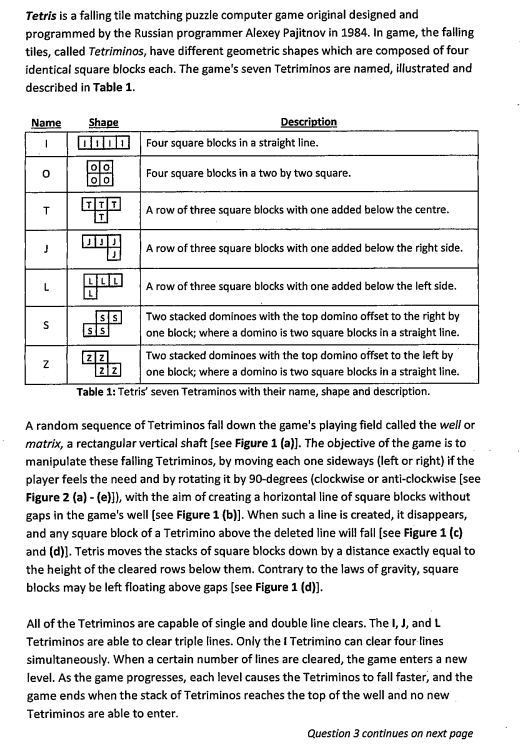 Tetris is a falling tile matching puzzle computer game original designed and
programmed by the Russian programmer Alexey Pajitnov in 1984. In game, the falling
tiles, called Tetriminos, have different geometric shapes which are composed of four
identical square blocks each. The game's seven Tetriminos are named, illustrated and
described in Table 1.
Name Shape Description
I I I I I Four square blocks in a straight line.
O O O O O Four square blocks in a two by two square.
T T T T T A row of three square blocks with one added below the centre.
J J J J J A row of three square blocks with one added below the right side.
L L L L L A row of three square blocks with one added below the left side.
S S S S S Two stacked dominoes with the top domino offset to the right by
one block; where a domino is two square blocks in a straight line.
Z Z Z Z Z Two stacked dominoes with the top domino offset to the left by
one block; where a domino is two square blocks in a straight line.
Table 1: Tetris' seven Tetraminos with their name, shape and description.
A random sequence of Tetriminos fall down the game's playing field called the well or
matrix, a rectangular vertical shaft [see Figure 1 (a)]. The objective of the game is to
manipulate these falling Tetriminos, by moving each one sideways (left or right) if the
player feels the need and by rotating it by 90-degrees (clockwise or anti-clockwise [see
Figure 2 (a) - (e)]), with the aim of creating a horizontal line of square blocks without
gaps in the game's well [see Figure 1 (b)]. When such a line is created, it disappears,
and any square block of a Tetrimino above the deleted line will fall [see Figure 1 (c)
and (d)]. Tetris moves the stacks of square blocks down by a distance exactly equal to
the height of the cleared rows below them. Contrary to the laws of gravity, square
blocks may be left floating above gaps [see Figure 1 (d)].
All of the Tetriminos are capable of single and double line clears. The I, J, and L
Tetriminos are able to clear triple lines. Only the I Tetrimino can clear four lines
simultaneously. When a certain number of lines are cleared, the game enters a new
level. As the game progresses, each level causes the Tetriminos to fall faster, and the
game ends when the stack of Tetriminos reaches the top of the well and no new
Tetriminos are able to enter.
Question 3 continues on next page